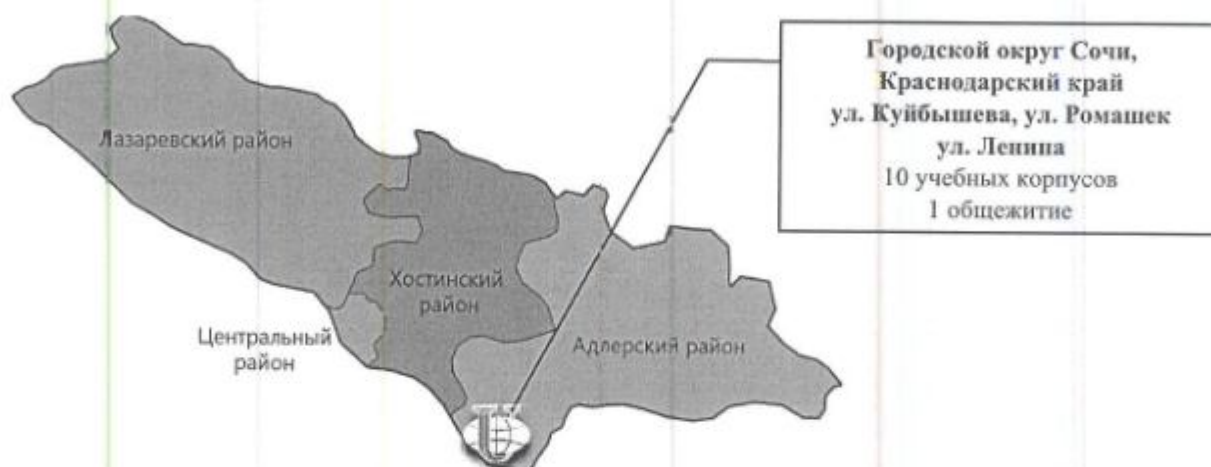 Городской округ Сочи,
Краснодарский край
ул. Куйбышева, ул. Ромашек
ул. Ленина
10 учебных корпусов
1 общежитие
Лазаревский район
Хостинский
район
Центральный
район
Адлерский район